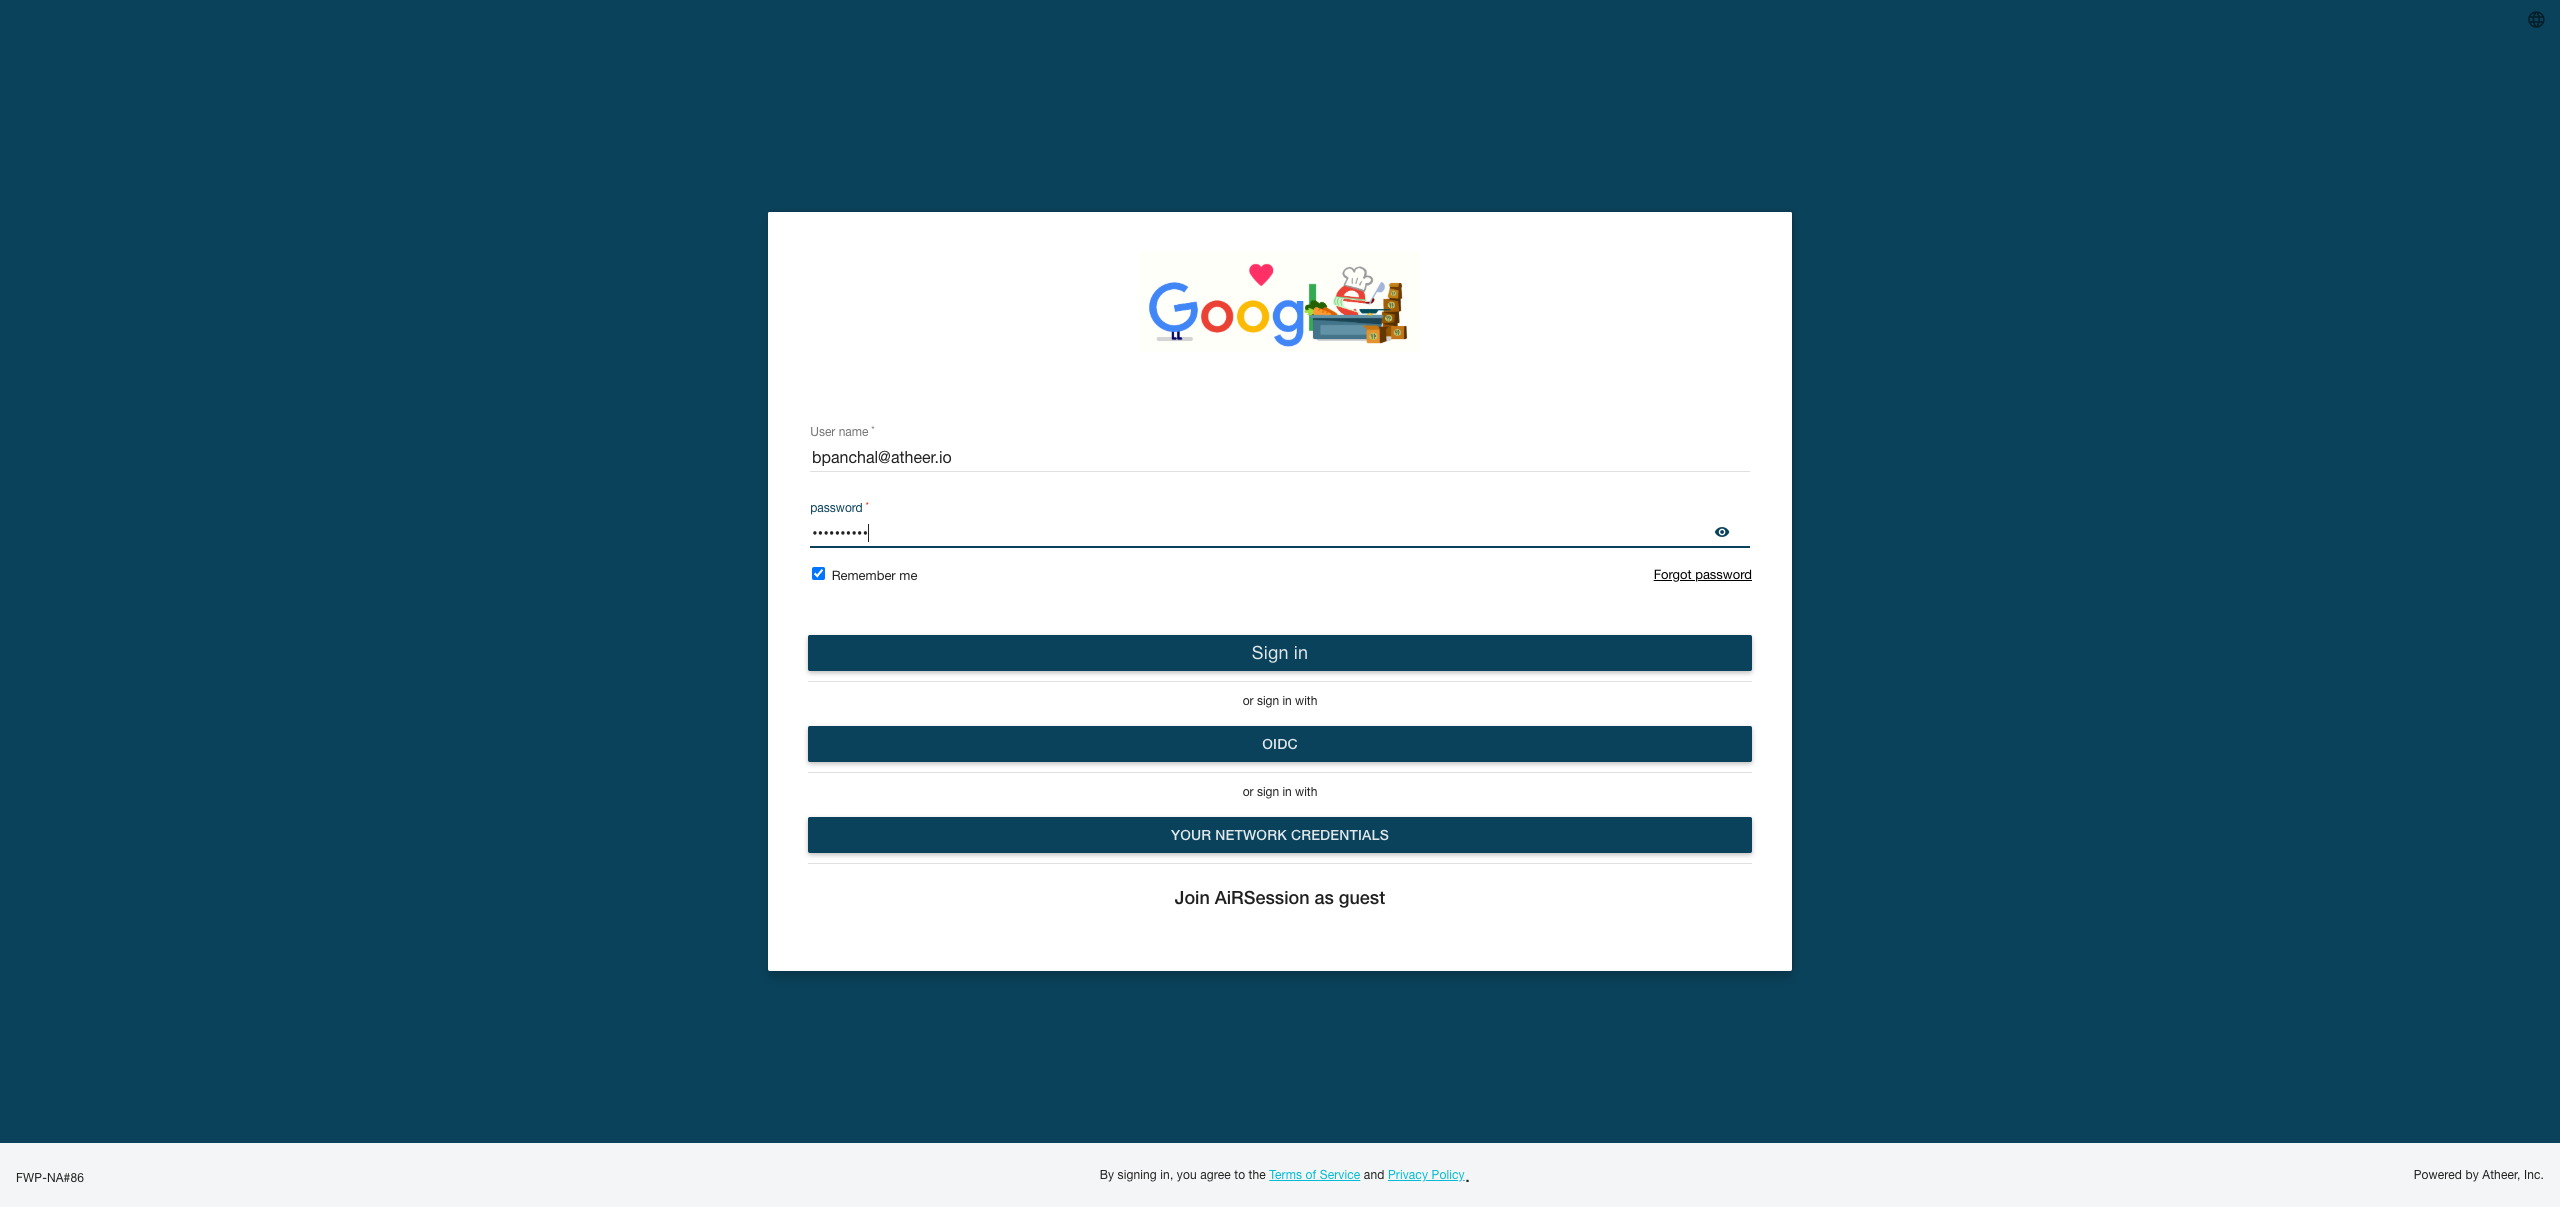 Google
User name *
bpanchal@atheer.io
password *
••••••••••
Remember me
Forgot password
Sign in
or sign in with
OIDC
or sign in with
YOUR NETWORK CREDENTIALS
Join AiRSession as guest
FWP-NA#86
By signing in, you agree to the Terms of Service and Privacy Policy.
Powered by Atheer, Inc.